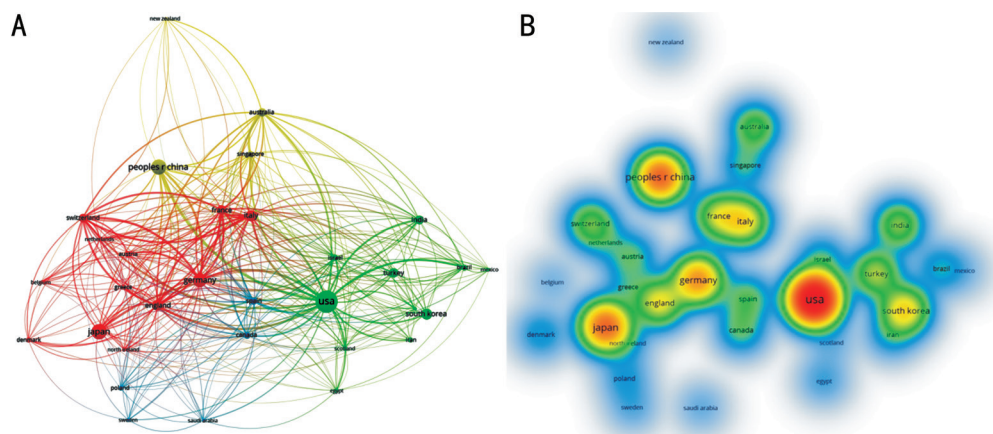 A
B
new zealand
australia
singapore
peoples r china
france
italy
switzerland
netherlands
austria
india
israel
turkey
brazil
mexico
belgium
greece
germany
england
spain
usa
south korea
japan
canada
denmark
north ireland
scotland
iran
poland
egypt
sweden
saudi arabia
new zealand
australia
singapore
peoples r china
france
italy
switzerland
netherlands
austria
india
israel
turkey
brazil
mexico
belgium
greece
germany
england
spain
usa
south korea
japan
canada
denmark
north ireland
scotland
iran
poland
egypt
sweden
saudi arabia